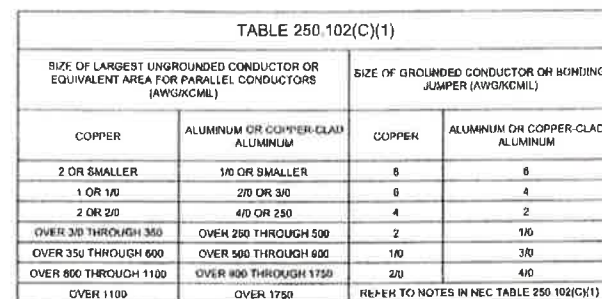 TABLE 250.102(C)(1)
SIZE OF LARGEST UNGROUNDED CONDUCTOR OR
EQUIVALENT AREA FOR PARALLEL CONDUCTORS
(AWG/KCMIL)
SIZE OF GROUNDED CONDUCTOR OR BONDING
JUMPER (AWG/KCMIL)
COPPER
ALUMINUM OR COPPER-CLAD
ALUMINUM
COPPER
ALUMINUM OR COPPER-CLAD
ALUMINUM
2 OR SMALLER 1/0 OR SMALLER 8 6
1 OR 1/0 2/0 OR 3/0 6 4
2 OR 2/0 4/0 OR 250 4 2
OVER 3/0 THROUGH 350 OVER 250 THROUGH 500 2 1/0
OVER 350 THROUGH 600 OVER 500 THROUGH 900 1/0 3/0
OVER 600 THROUGH 1100 OVER 900 THROUGH 1750 2/0 4/0
OVER 1100 OVER 1750 REFER TO NOTES IN NEC TABLE 250.102(C)(1)